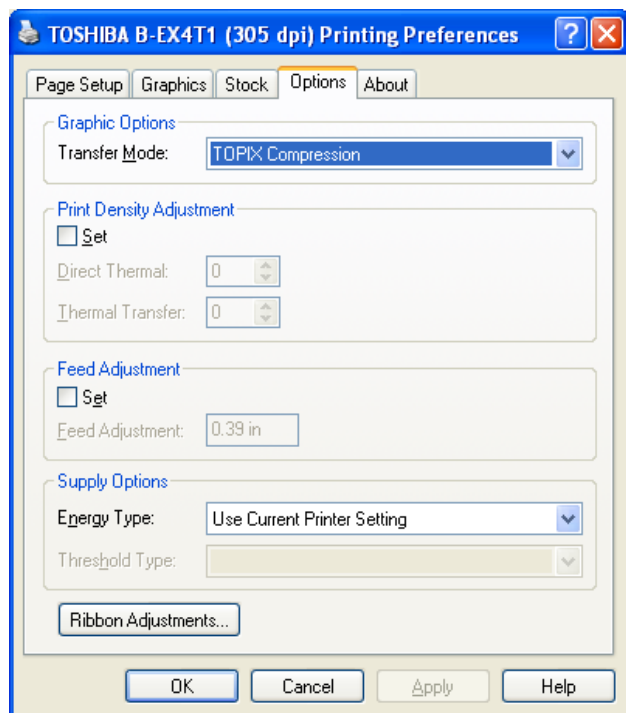 TOSHIBA B-EX4T1 (305 dpi) Printing Preferences
Page Setup Graphics Stock Options About
Graphic Options
Transfer Mode: TOPIX Compression
Print Density Adjustment
Set
Direct Thermal: 0
Thermal Transfer: 0
Feed Adjustment
Set
Feed Adjustment: 0.39 in
Supply Options
Energy Type: Use Current Printer Setting
Threshold Type:
Ribbon Adjustments...
OK Cancel Apply Help